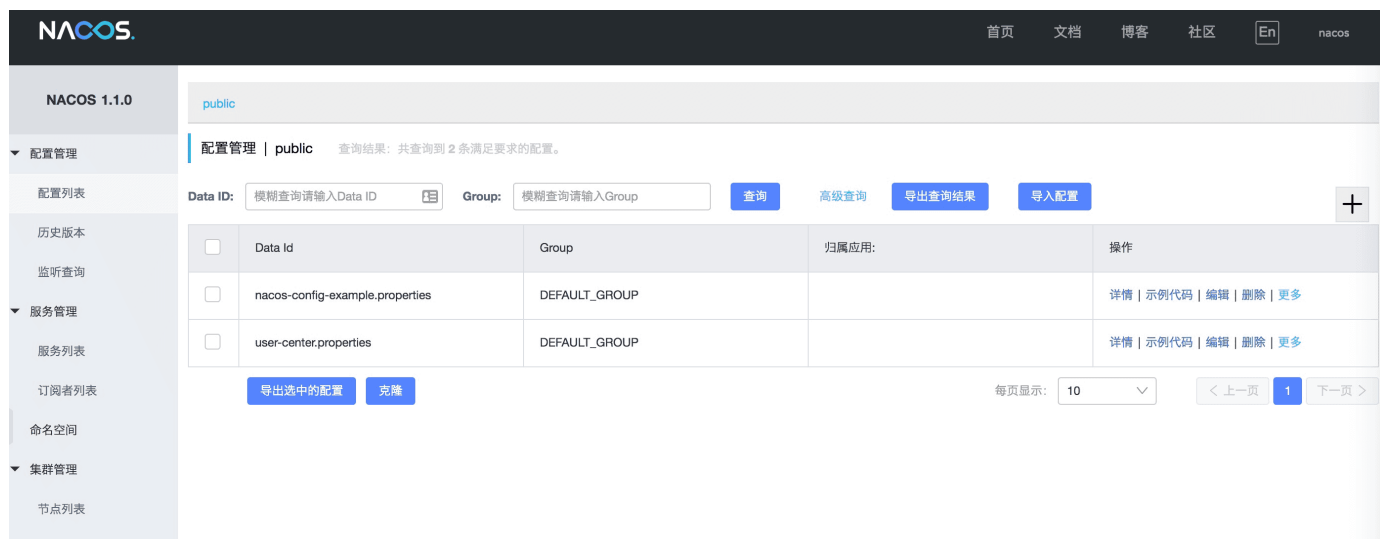 NACOS.
首页 文档 博客 社区 En nacos
NACOS 1.1.0
配置管理
配置列表
历史版本
监听查询
服务管理
服务列表
订阅者列表
命名空间
集群管理
节点列表
public
配置管理 | public 查询结果：共查询到 2 条满足要求的配置。
Data ID: 模糊查询请输入Data ID Group: 模糊查询请输入Group 查询 高级查询 导出查询结果 导入配置 +
Data Id Group 归属应用: 操作
nacos-config-example.properties DEFAULT_GROUP 详情 | 示例代码 | 编辑 | 删除 | 更多
user-center.properties DEFAULT_GROUP 详情 | 示例代码 | 编辑 | 删除 | 更多
导出选中的配置 克隆 每页显示: 10 < 上一页 1 下一页 >